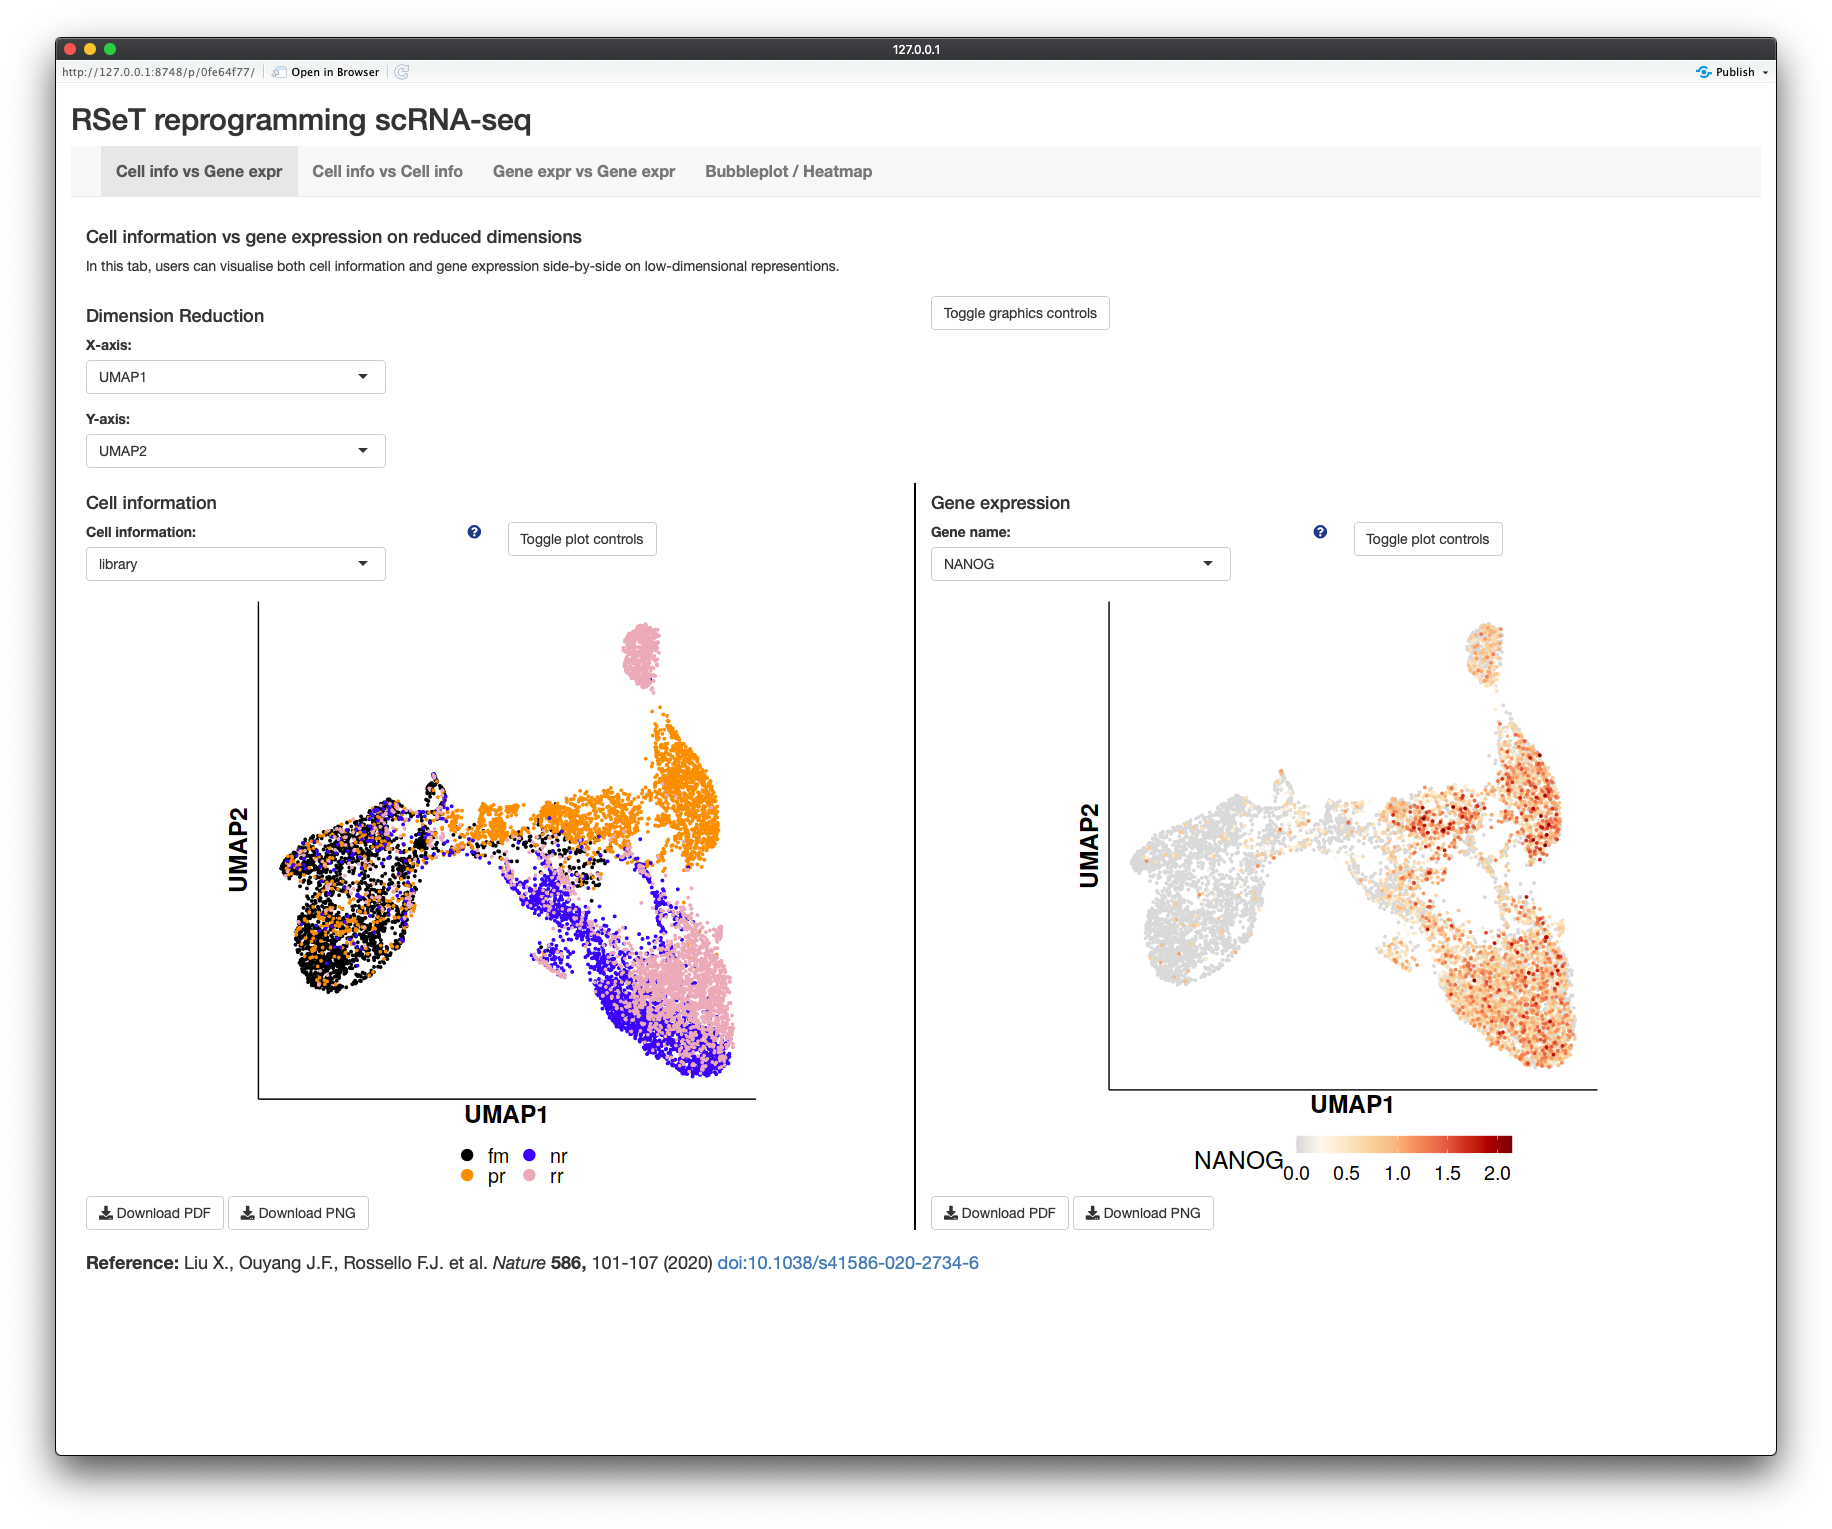 127.0.0.1
http://127.0.0.1:8748/p/0fe64f77/ Open in Browser Publish
RSeT reprogramming scRNA-seq
Cell info vs Gene expr Cell info vs Cell info Gene expr vs Gene expr Bubbleplot / Heatmap
Cell information vs gene expression on reduced dimensions
In this tab, users can visualise both cell information and gene expression side-by-side on low-dimensional representions.
Dimension Reduction
Toggle graphics controls
X-axis:
UMAP1
Y-axis:
UMAP2
Cell information
Cell information:
? Toggle plot controls
library
UMAP2
UMAP1
fm nr
pr rr
Download PDF Download PNG
Gene expression
Gene name:
? Toggle plot controls
NANOG
UMAP2
UMAP1
NANOG
0.0 0.5 1.0 1.5 2.0
Download PDF Download PNG
Reference: Liu X., Ouyang J.F., Rossello F.J. et al. Nature 586, 101-107 (2020) doi:10.1038/s41586-020-2734-6